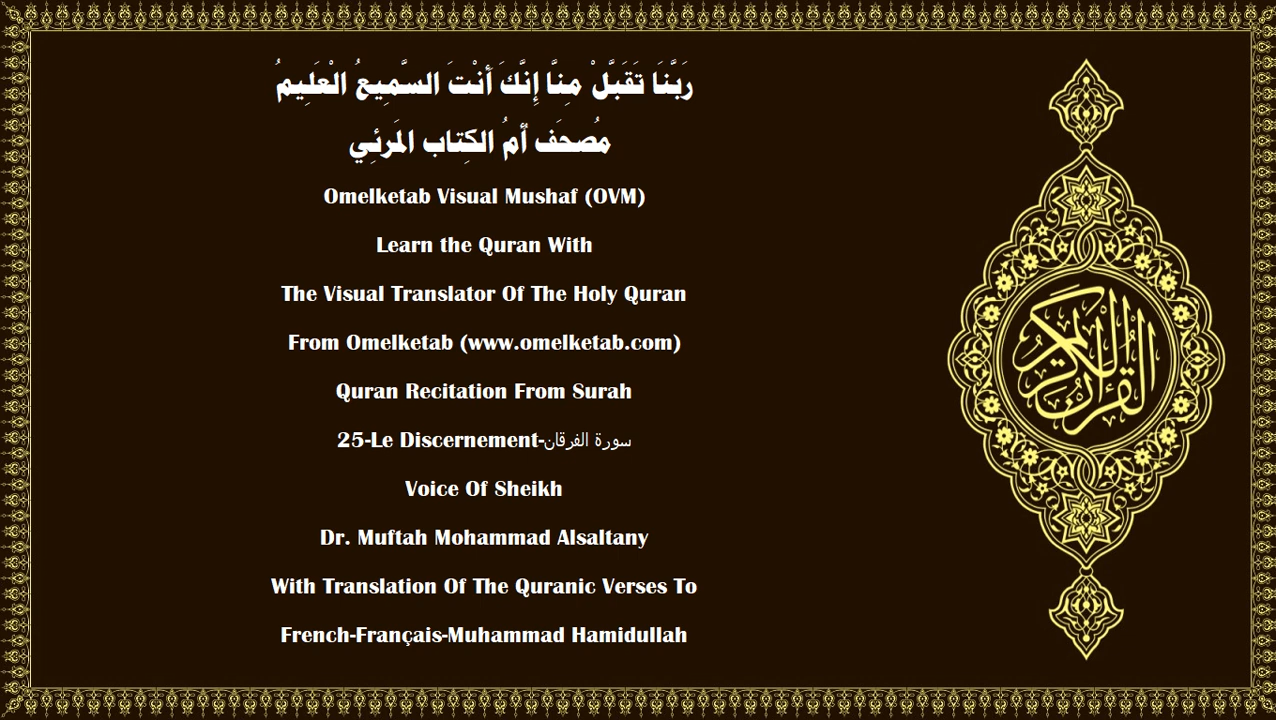 رَبَّنَا تَقَبَّلْ مِنَّا إِنَّكَ أَنْتَ السَّمِيعُ الْعَلِيمُ
مُصحَف أمُ الكِتاب المَرئِي
Omelketab Visual Mushaf (OVM)
Learn the Quran With
The Visual Translator Of The Holy Quran
From Omelketab (www.omelketab.com)
Quran Recitation From Surah
25-Le Discernement-سورة الفرقان
Voice Of Sheikh
Dr. Muftah Mohammad Alsaltany
With Translation Of The Quranic Verses To
French-Français-Muhammad Hamidullah
القرآن الكريم